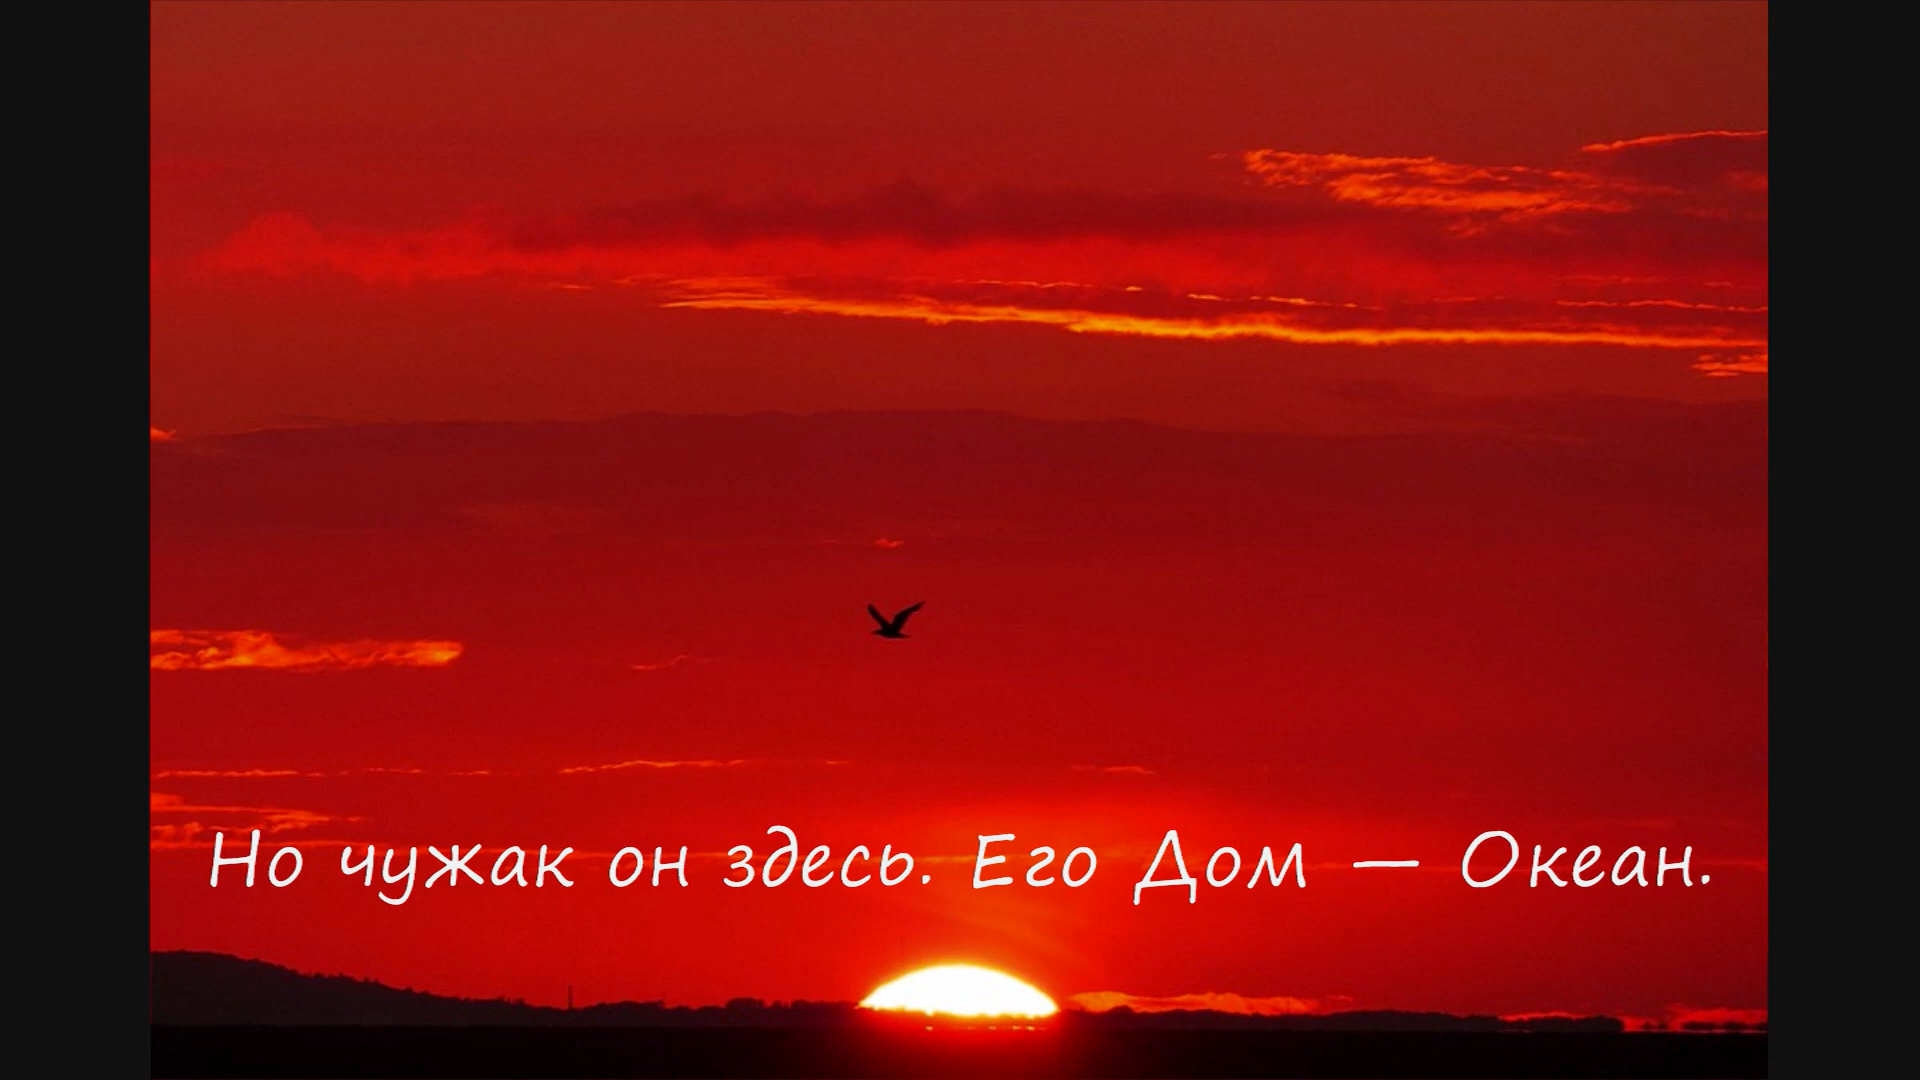 Но чужак он здесь. Его Дом — Океан.